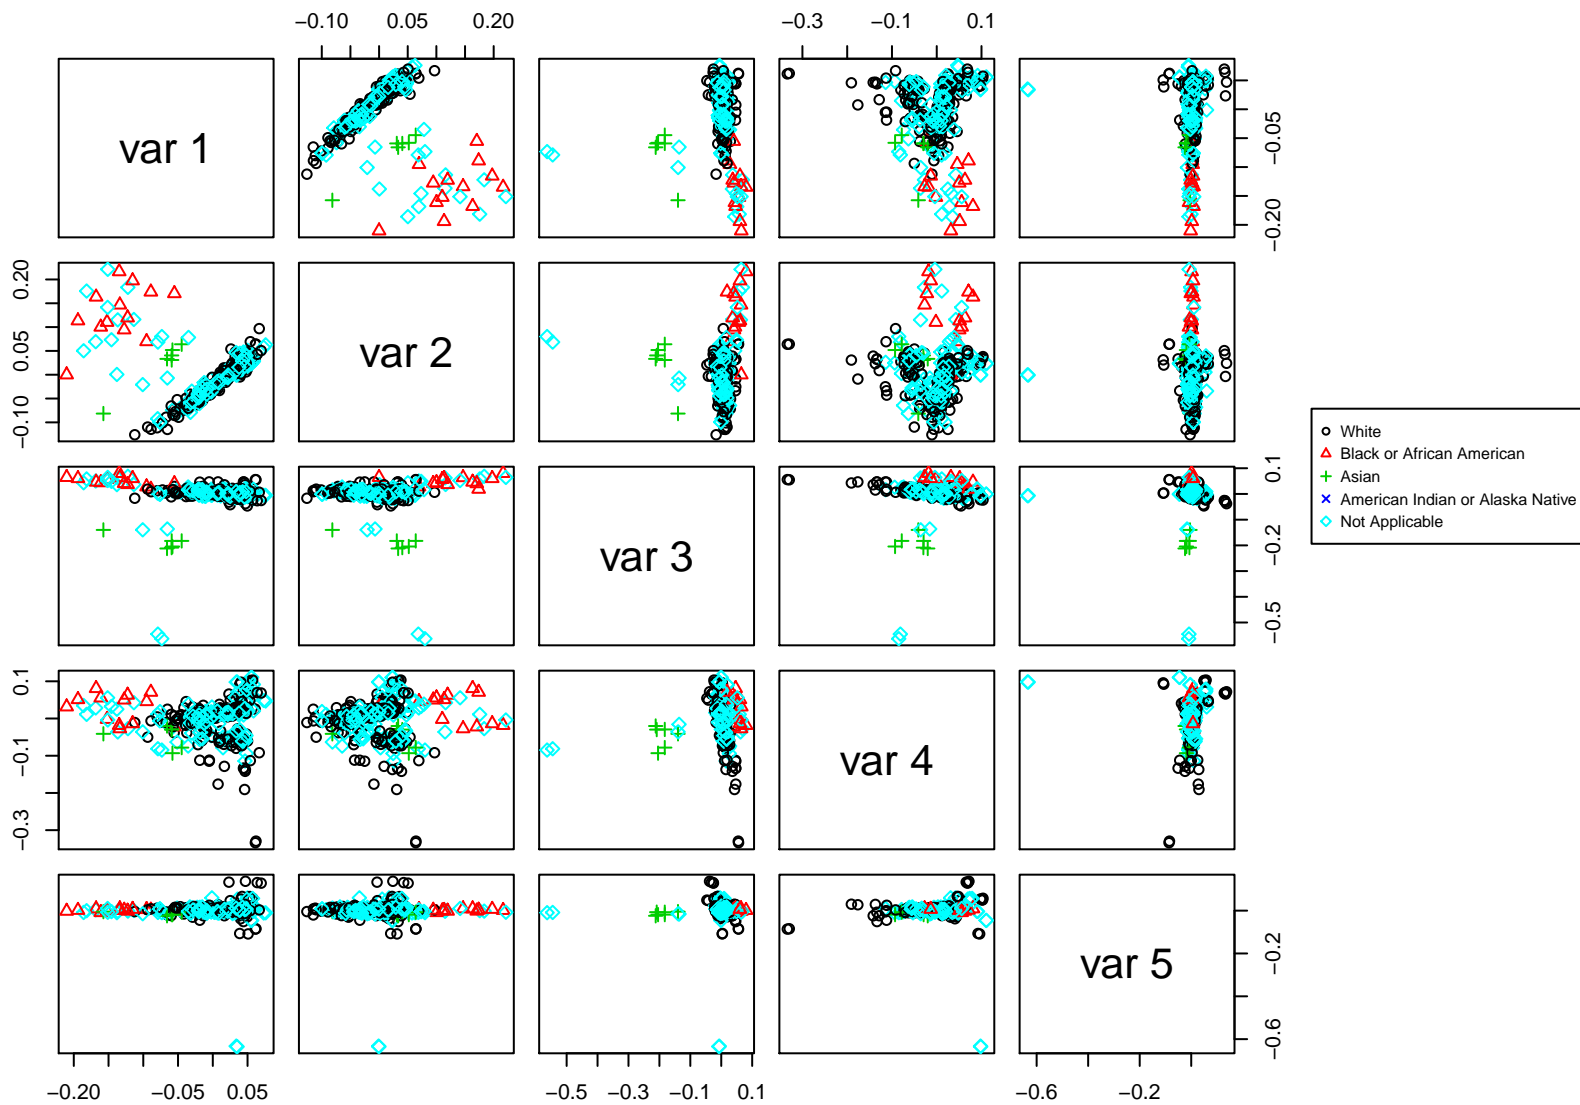 −0.10 0.05 0.20 −0.3 −0.1 0.1
var 1
−0.20 −0.05
−0.10 0.05 0.20
var 2
White
Black or African American
Asian
American Indian or Alaska Native
Not Applicable
var 3
−0.5 −0.2 0.1
−0.3 −0.1 0.1
var 4
var 5
−0.6 −0.2
−0.20 −0.05 0.05 −0.5 −0.3 −0.1 0.1 −0.6 −0.2